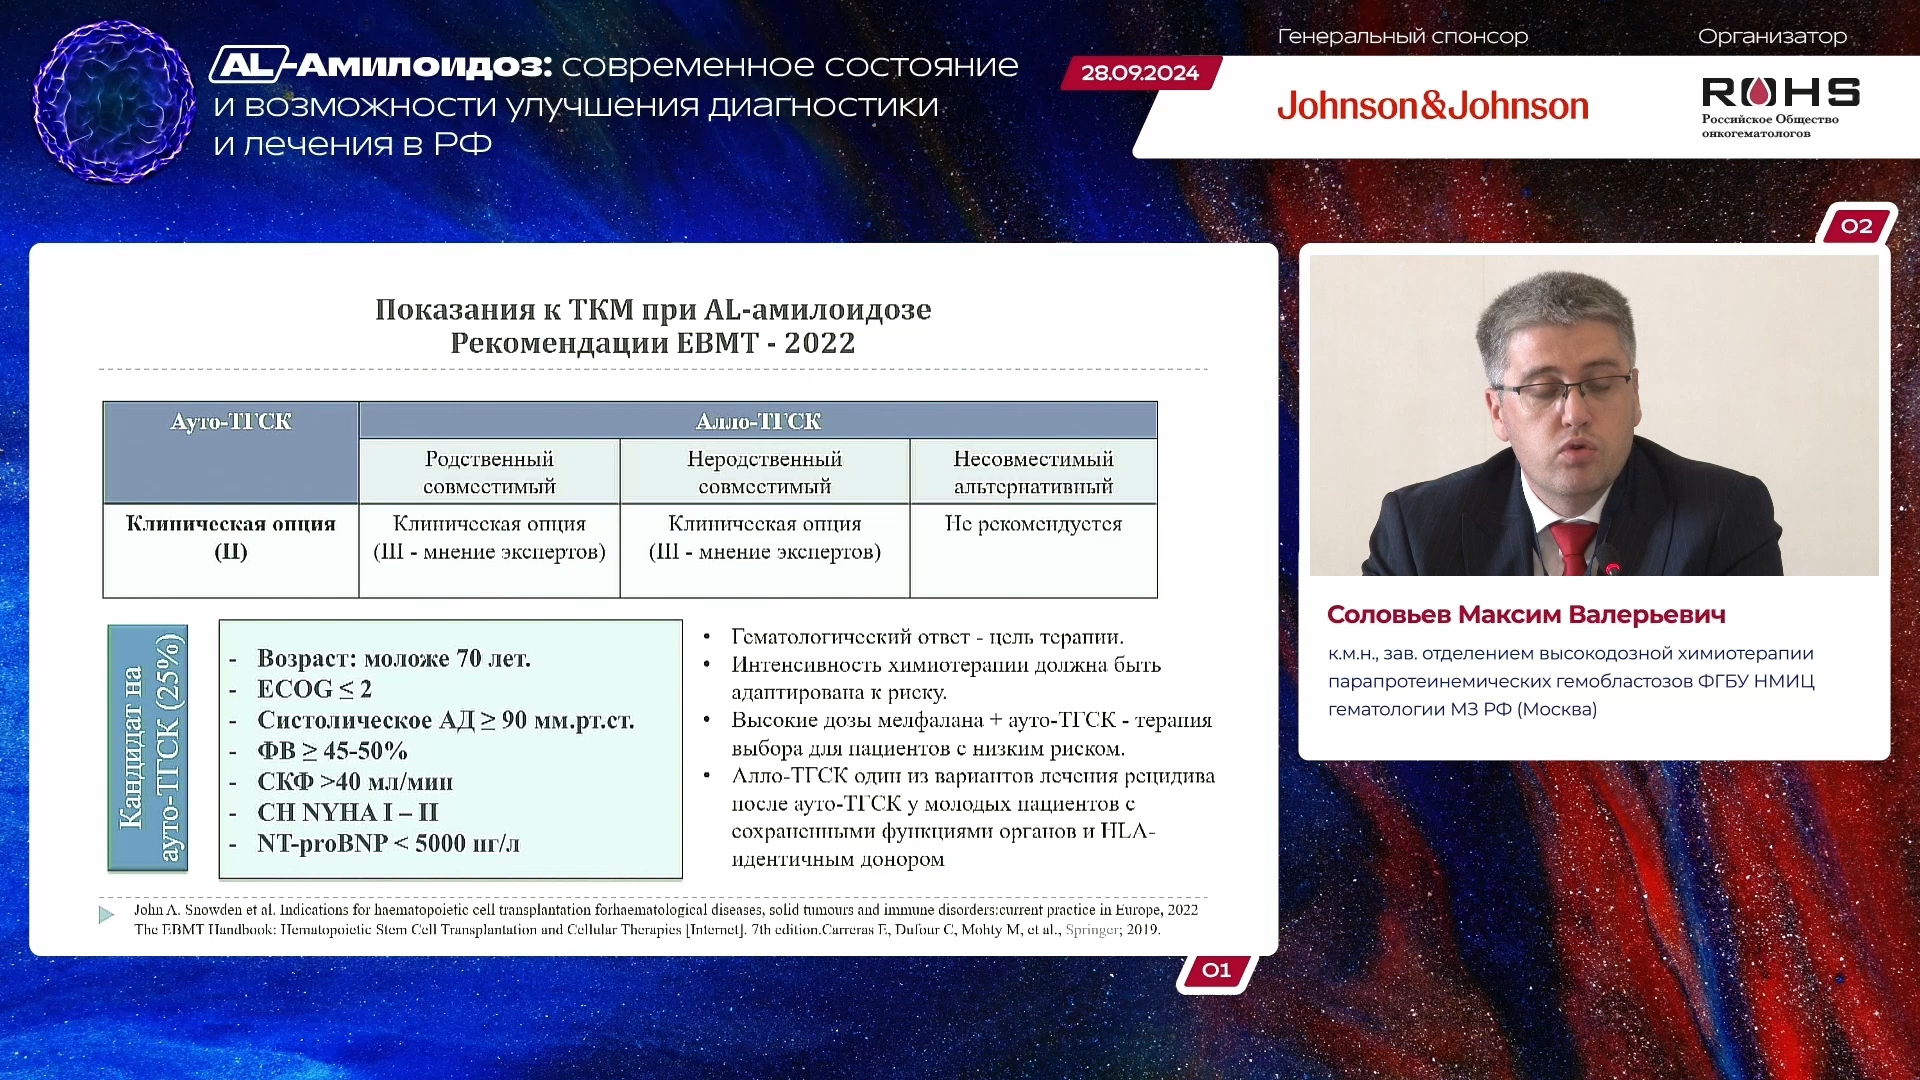 AL-Амилоидоз: современное состояние
и возможности улучшения диагностики
и лечения в РФ
28.09.2024
Генеральный спонсор
Johnson&Johnson
Организатор
ROHS
Российское Общество
онкогематологов
Показания к ТКМ при AL-амилоидозе
Рекомендации EBMT - 2022
Ауто-ТГСК
Алло-ТГСК
Родственный
совместимый
Неродственный
совместимый
Несовместимый
альтернативный
Клиническая опция
(II)
Клиническая опция
(III - мнение экспертов)
Клиническая опция
(III - мнение экспертов)
Не рекомендуется
Кандидат на
ауто-ТГСК (25%)
- Возраст: моложе 70 лет.
- ECOG ≤ 2
- Систолическое АД ≥ 90 мм.рт.ст.
- ФВ ≥ 45-50%
- СКФ >40 мл/мин
- СН NYHA I – II
- NT-proBNP < 5000 пг/л
• Гематологический ответ - цель терапии.
• Интенсивность химиотерапии должна быть
адаптирована к риску.
• Высокие дозы мелфалана + ауто-ТГСК - терапия
выбора для пациентов с низким риском.
• Алло-ТГСК один из вариантов лечения рецидива
после ауто-ТГСК у молодых пациентов с
сохраненными функциями органов и HLA-
идентичным донором
John A. Snowden et al. Indications for haematopoietic cell transplantation forhaematological diseases, solid tumours and immune disorders:current practice in Europe, 2022
The EBMT Handbook: Hematopoietic Stem Cell Transplantation and Cellular Therapies [Internet]. 7th edition.Carreras E, Dufour C, Mohty M, et al., Springer; 2019.
01
02
Соловьев Максим Валерьевич
к.м.н., зав. отделением высокодозной химиотерапии
парапротеинемических гемобластозов ФГБУ НМИЦ
гематологии МЗ РФ (Москва)